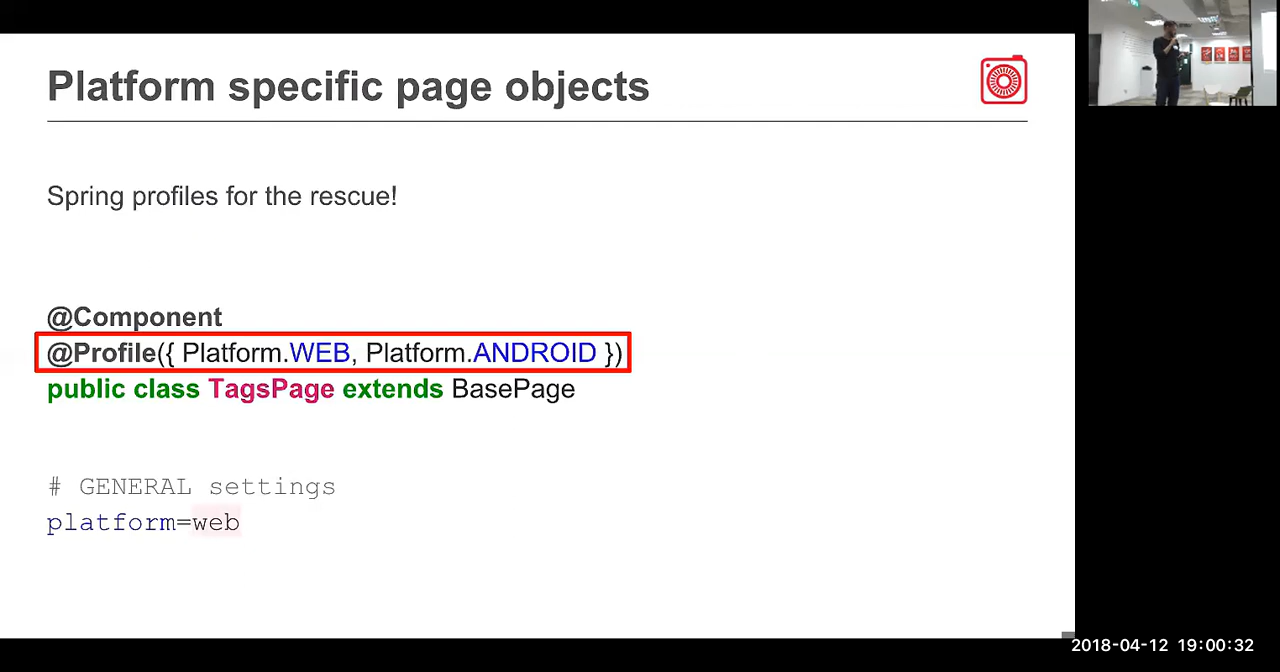 Platform specific page objects
Spring profiles for the rescue!
@Component
@Profile({ Platform.WEB, Platform.ANDROID })
public class TagsPage extends BasePage
# GENERAL settings
platform=web
2018-04-12 19:00:32